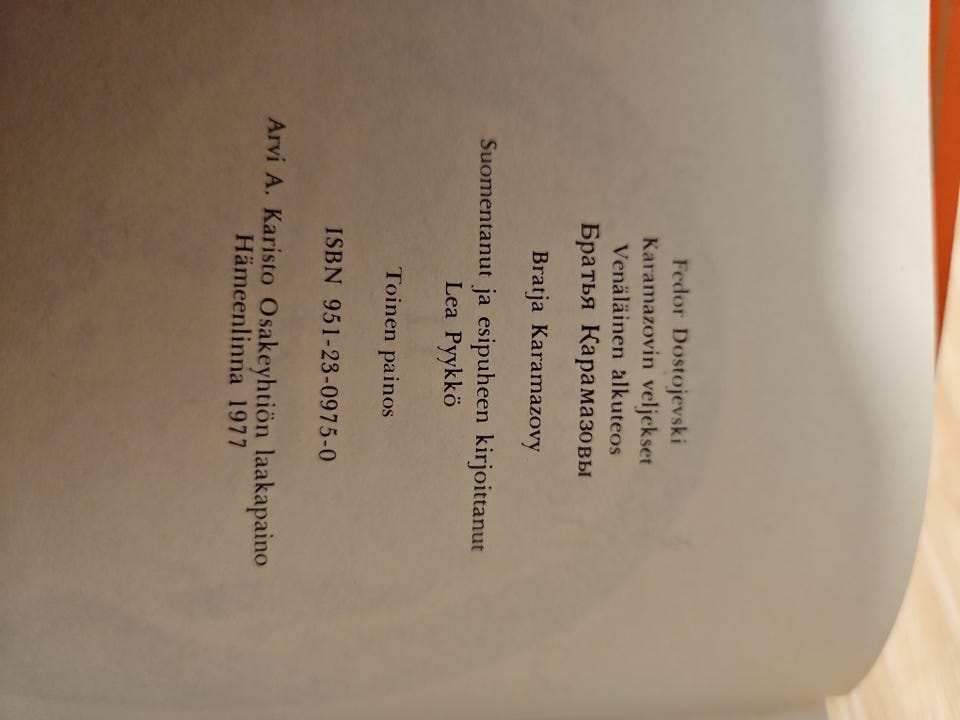 Fedor Dostojevski
Karamazovin veljekset
Venäläinen alkuteos
Братья Карамазовы
Bratja Karamazovy
Suomentanut ja esipuheen kirjoittanut
Lea Pyykkö
Toinen painos
ISBN 951-23-0975-0
Arvi A. Karisto Osakeyhtiön laakapaino
Hämeenlinna 1977